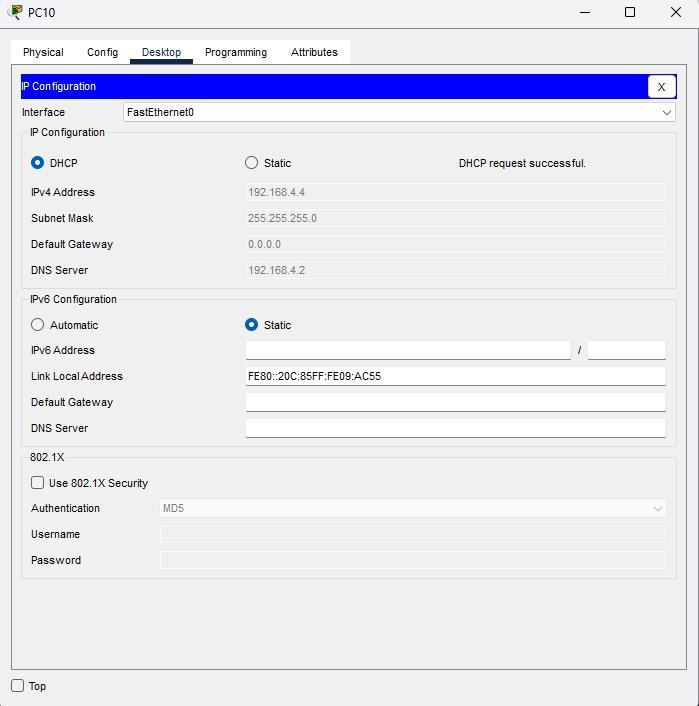 PC10
Physical Config Desktop Programming Attributes
IP Configuration X
Interface FastEthernet0
IP Configuration
DHCP Static DHCP request successful.
IPv4 Address 192.168.4.4
Subnet Mask 255.255.255.0
Default Gateway 0.0.0.0
DNS Server 192.168.4.2
IPv6 Configuration
Automatic Static
IPv6 Address /
Link Local Address FE80::20C:85FF:FE09:AC55
Default Gateway
DNS Server
802.1X
Use 802.1X Security
Authentication MD5
Username
Password
Top